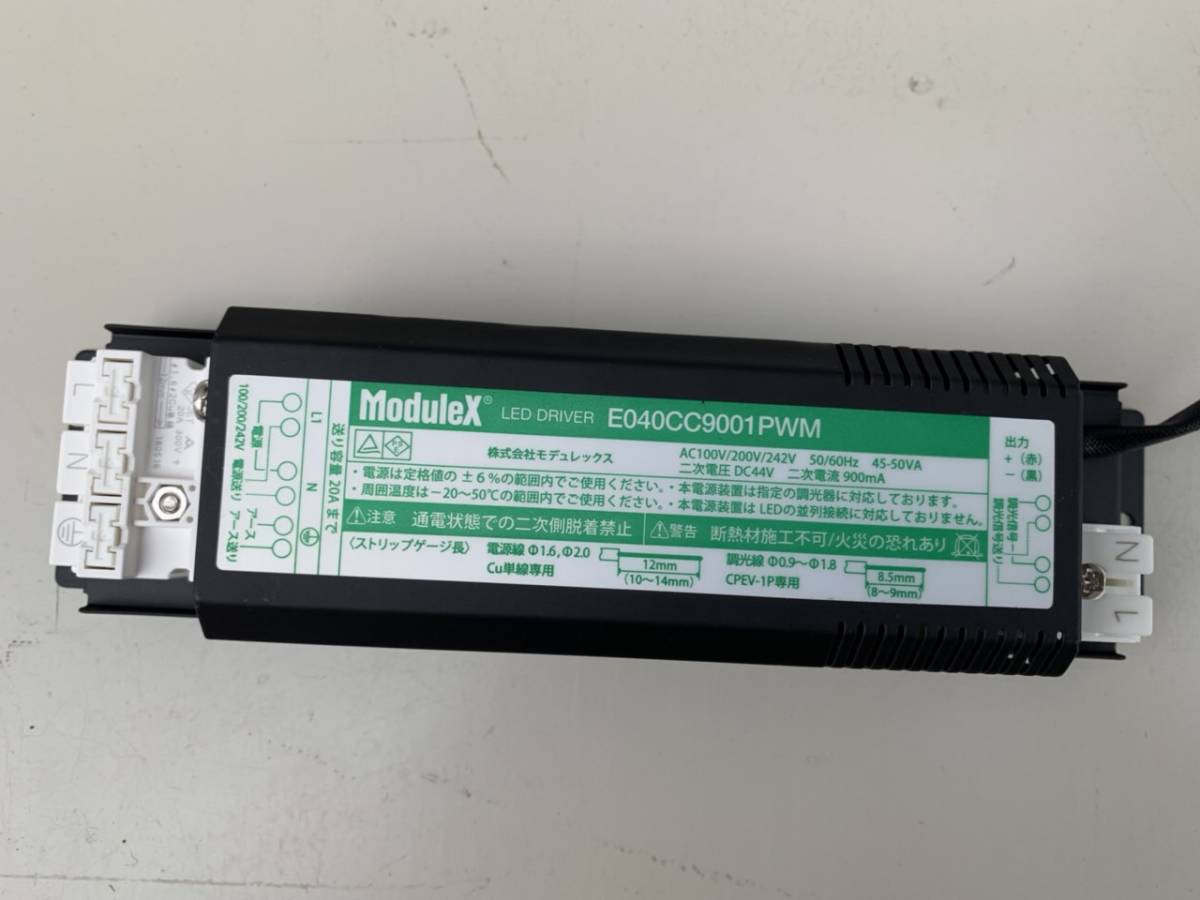 ModuleX® LED DRIVER E040CC9001PWM
株式会社モデュレックス
AC100V/200V/242V 50/60Hz 45-50VA
二次電圧 DC44V 二次電流 900mA
・電源は定格値の ±6%の範囲内でご使用ください。・本電源装置は指定の調光器に対応しております。
・周囲温度は−20～50℃の範囲内でご使用ください。・本電源装置は LEDの並列接続に対応しておりません。
注意 通電状態での二次側脱着禁止
警告 断熱材施工不可/火災の恐れあり
〈ストリップゲージ長〉
電源線 Φ1.6, Φ2.0
Cu単線専用
12mm
(10～14mm)
調光線 Φ0.9～Φ1.8
CPEV-1P専用
8.5mm
(8～9mm)
100/200/242V
電源
電源送り
アース
アース送り
L1
N
送り容量 20Aまで
出力
+（赤）
−（黒）
調光信号
調光信号送り
L
N
20A 300V
N
1